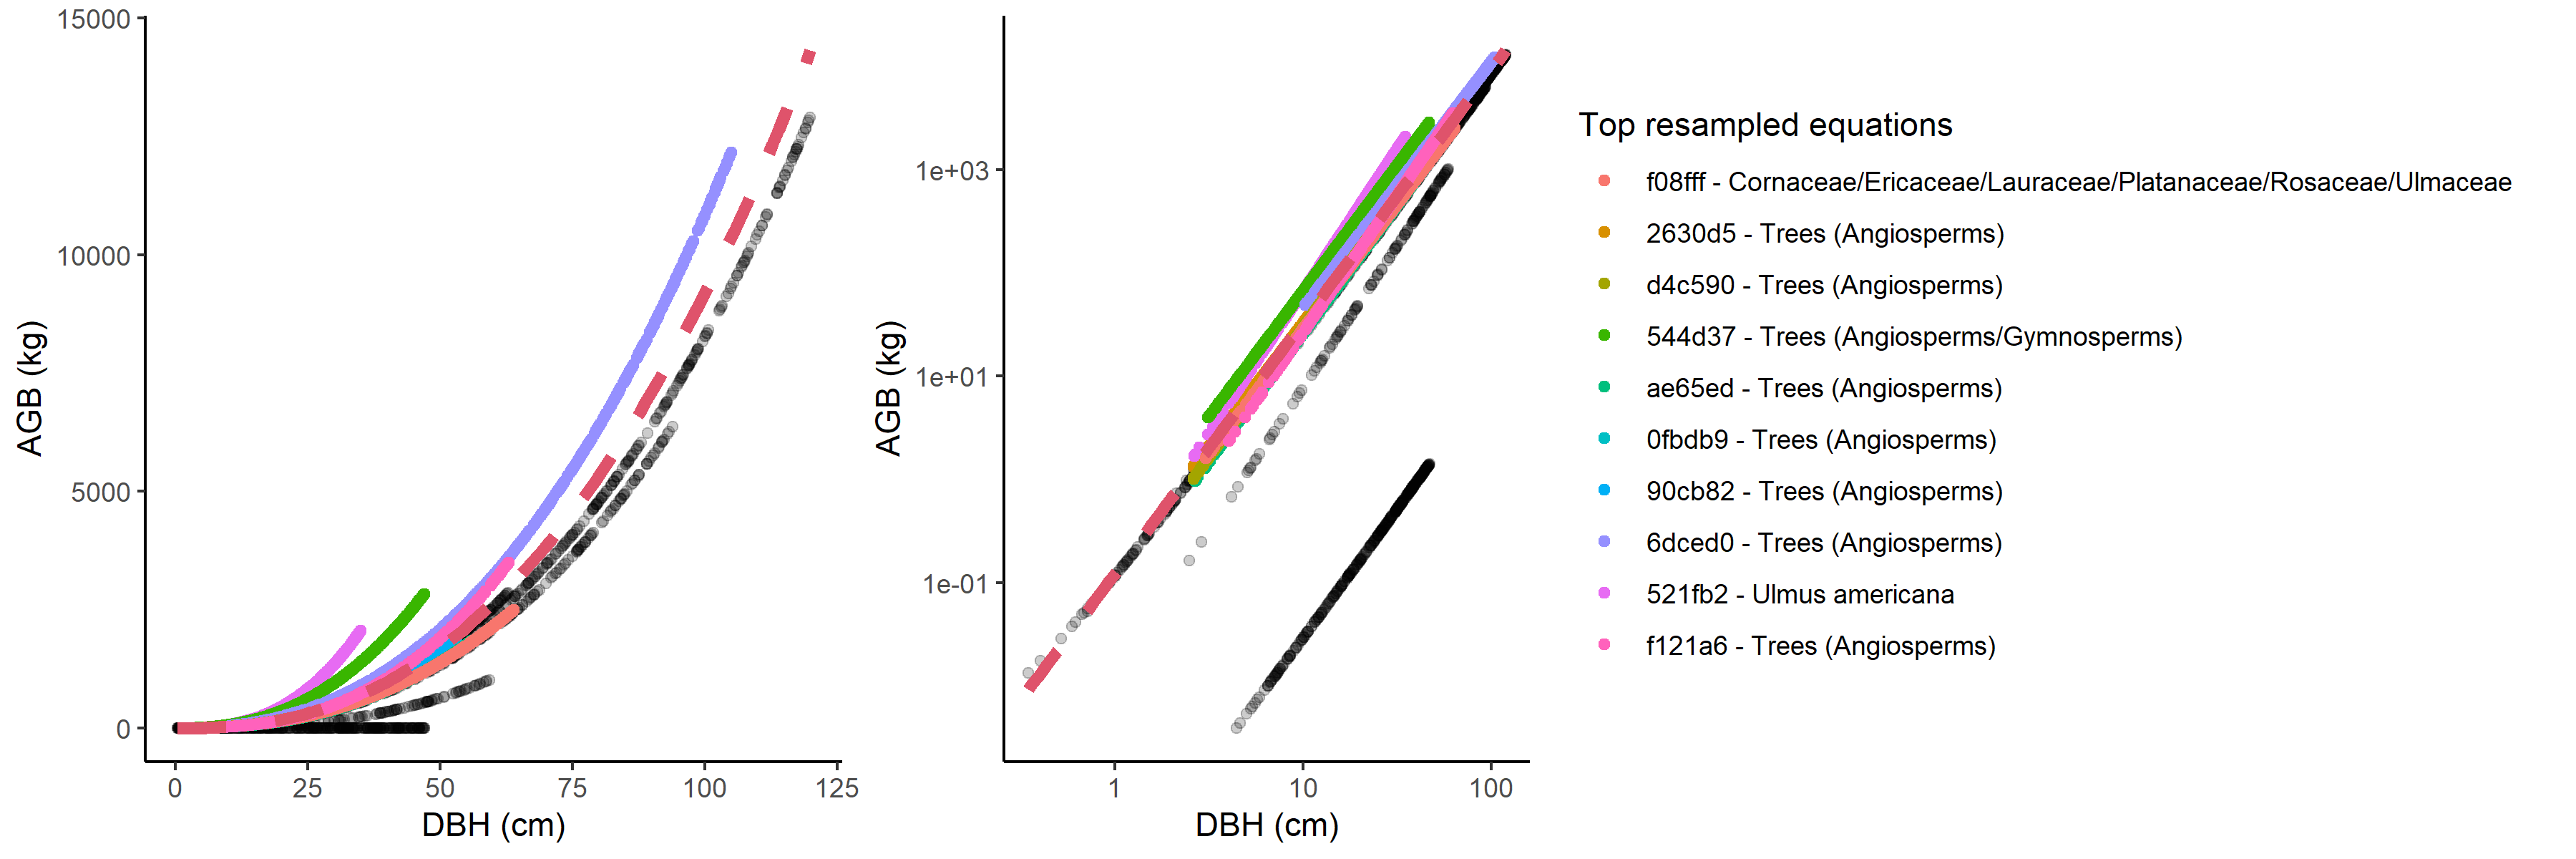 15000
10000
5000
0
AGB (kg)
0 25 50 75 100 125
DBH (cm)
1e+03
1e+01
1e-01
AGB (kg)
1 10 100
DBH (cm)
Top resampled equations
f08fff - Cornaceae/Ericaceae/Lauraceae/Platanaceae/Rosaceae/Ulmaceae
2630d5 - Trees (Angiosperms)
d4c590 - Trees (Angiosperms)
544d37 - Trees (Angiosperms/Gymnosperms)
ae65ed - Trees (Angiosperms)
0fbdb9 - Trees (Angiosperms)
90cb82 - Trees (Angiosperms)
6dced0 - Trees (Angiosperms)
521fb2 - Ulmus americana
f121a6 - Trees (Angiosperms)